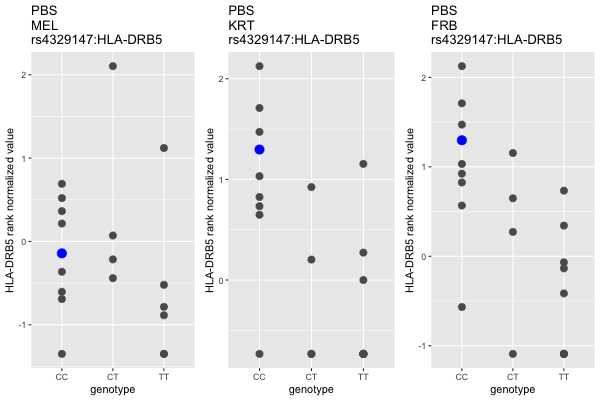 PBS
MEL
rs4329147:HLA-DRB5
HLA-DRB5 rank normalized value
2
1
0
-1
CC
CT
TT
genotype
PBS
KRT
rs4329147:HLA-DRB5
HLA-DRB5 rank normalized value
2
1
0
CC
CT
TT
genotype
PBS
FRB
rs4329147:HLA-DRB5
HLA-DRB5 rank normalized value
2
1
0
-1
CC
CT
TT
genotype